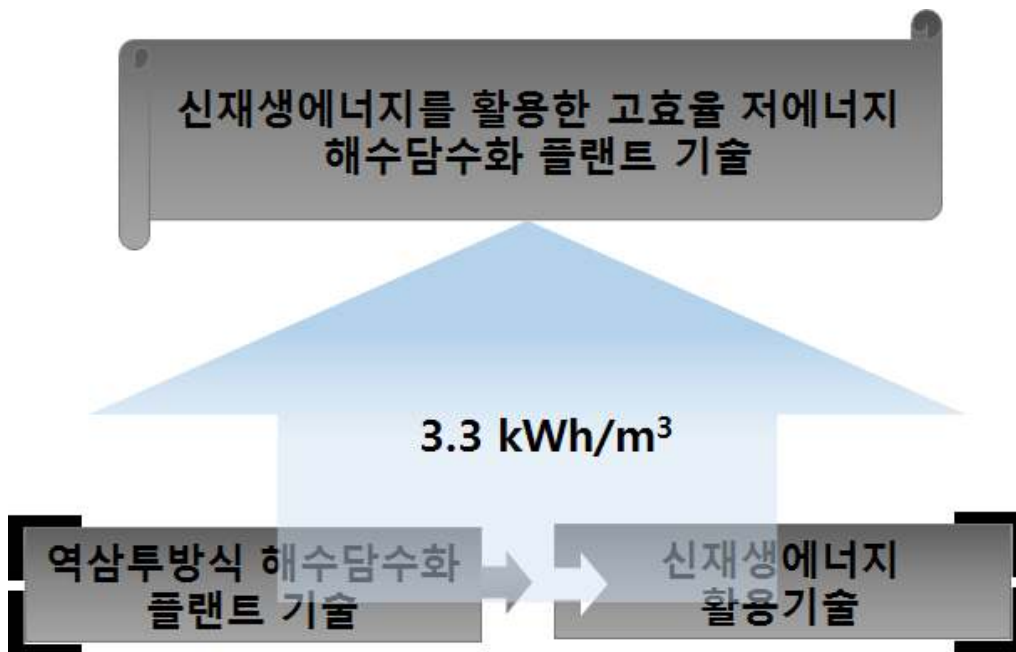 신재생에너지를 활용한 고효율 저에너지
해수담수화 플랜트 기술
3.3 kWh/m³
역삼투방식 해수담수화
플랜트 기술
신재생에너지
활용기술